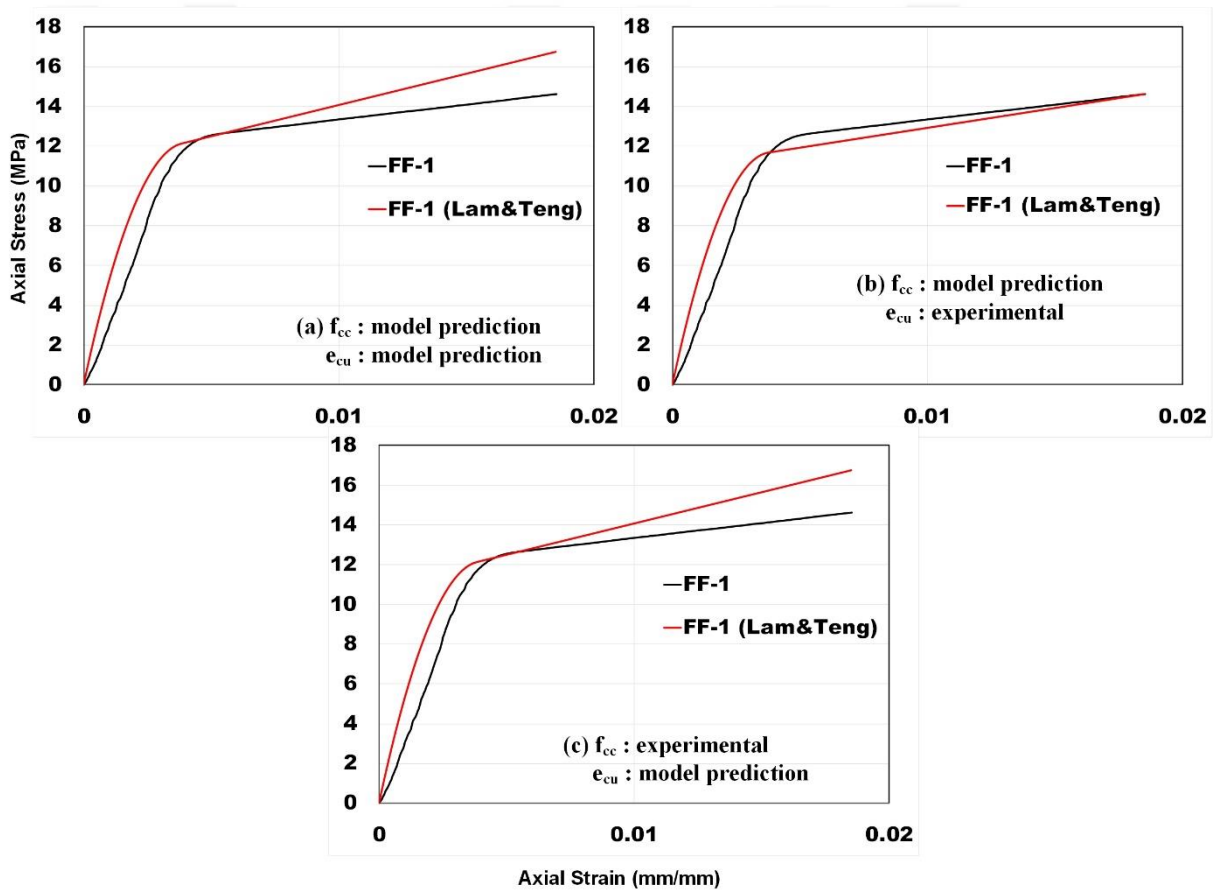 18
16
14
12
10
8
6
4
2
0
0
0.01
0.02
Axial Stress (MPa)
FF-1
FF-1 (Lam&Teng)
(a) fcc : model prediction
ecu : model prediction
18
16
14
12
10
8
6
4
2
0
0
0.01
0.02
FF-1
FF-1 (Lam&Teng)
(b) fcc : model prediction
ecu : experimental
18
16
14
12
10
8
6
4
2
0
0
0.01
0.02
FF-1
FF-1 (Lam&Teng)
(c) fcc : experimental
ecu : model prediction
Axial Strain (mm/mm)